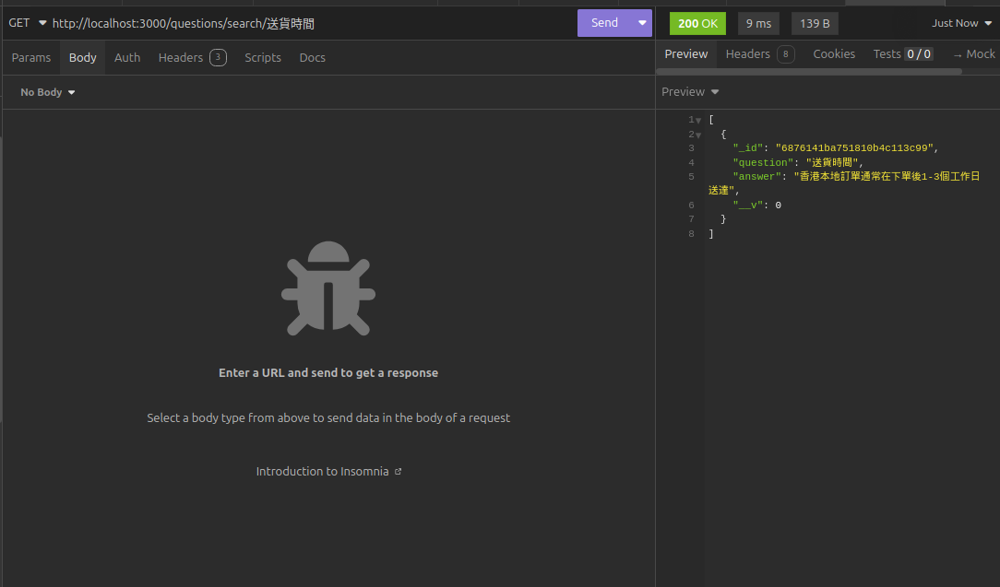 GET http://localhost:3000/questions/search/送貨時間 Send 200 OK 9 ms 139 B Just Now
Params Body Auth Headers 3 Scripts Docs Preview Headers 8 Cookies Tests 0 / 0 → Mock
No Body Preview
1 [
2 {
3 "_id": "6876141ba751810b4c113c99",
4 "question": "送貨時間",
5 "answer": "香港本地訂單通常在下單後1-3個工作日
送達",
6 "__v": 0
7 }
8 ]
Enter a URL and send to get a response
Select a body type from above to send data in the body of a request
Introduction to Insomnia